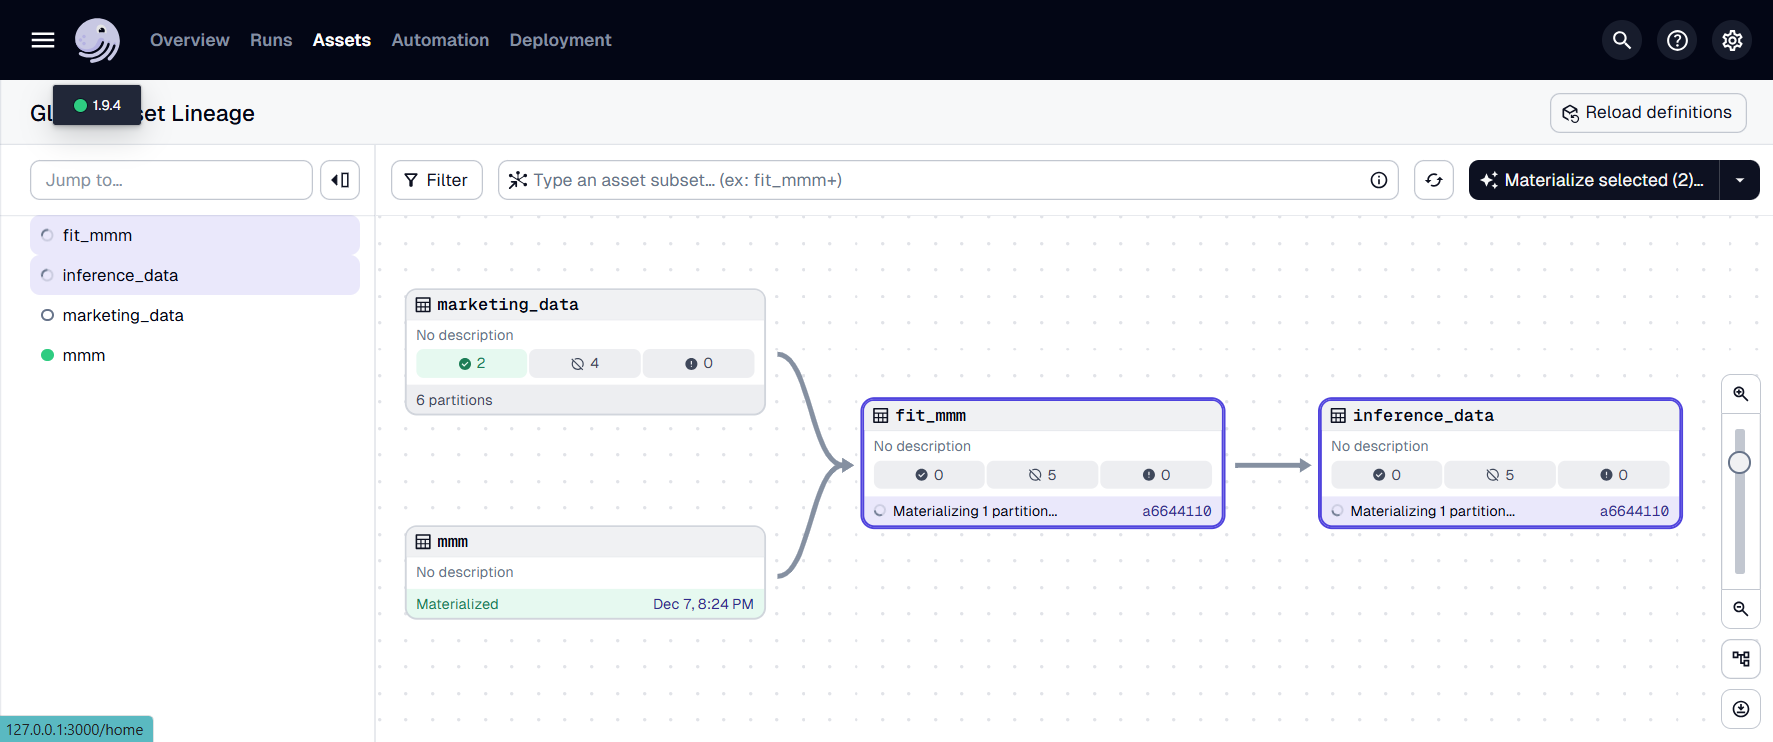 Overview Runs Assets Automation Deployment
1.9.4
Gl set Lineage
Reload definitions
Jump to...
Filter
Type an asset subset... (ex: fit_mmm+)
Materialize selected (2)...
fit_mmm
inference_data
marketing_data
mmm
marketing_data
No description
2 4 0
6 partitions
mmm
No description
Materialized Dec 7, 8:24 PM
fit_mmm
No description
0 5 0
Materializing 1 partition... a6644110
inference_data
No description
0 5 0
Materializing 1 partition... a6644110
127.0.0.1:3000/home